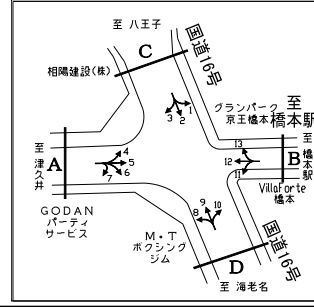 至 八王子
国道16号
C
相陽建設(株)
1
2
3
グランパーク
京王橋本
至
橋本駅
至
津久井
A
4
5
6
7
13
12
11
B
至
橋本駅
VillaForte
橋本
GODAN
パーティ
サービス
M・T
ボクシング
ジム
8
9
10
D
国道16号
至 海老名